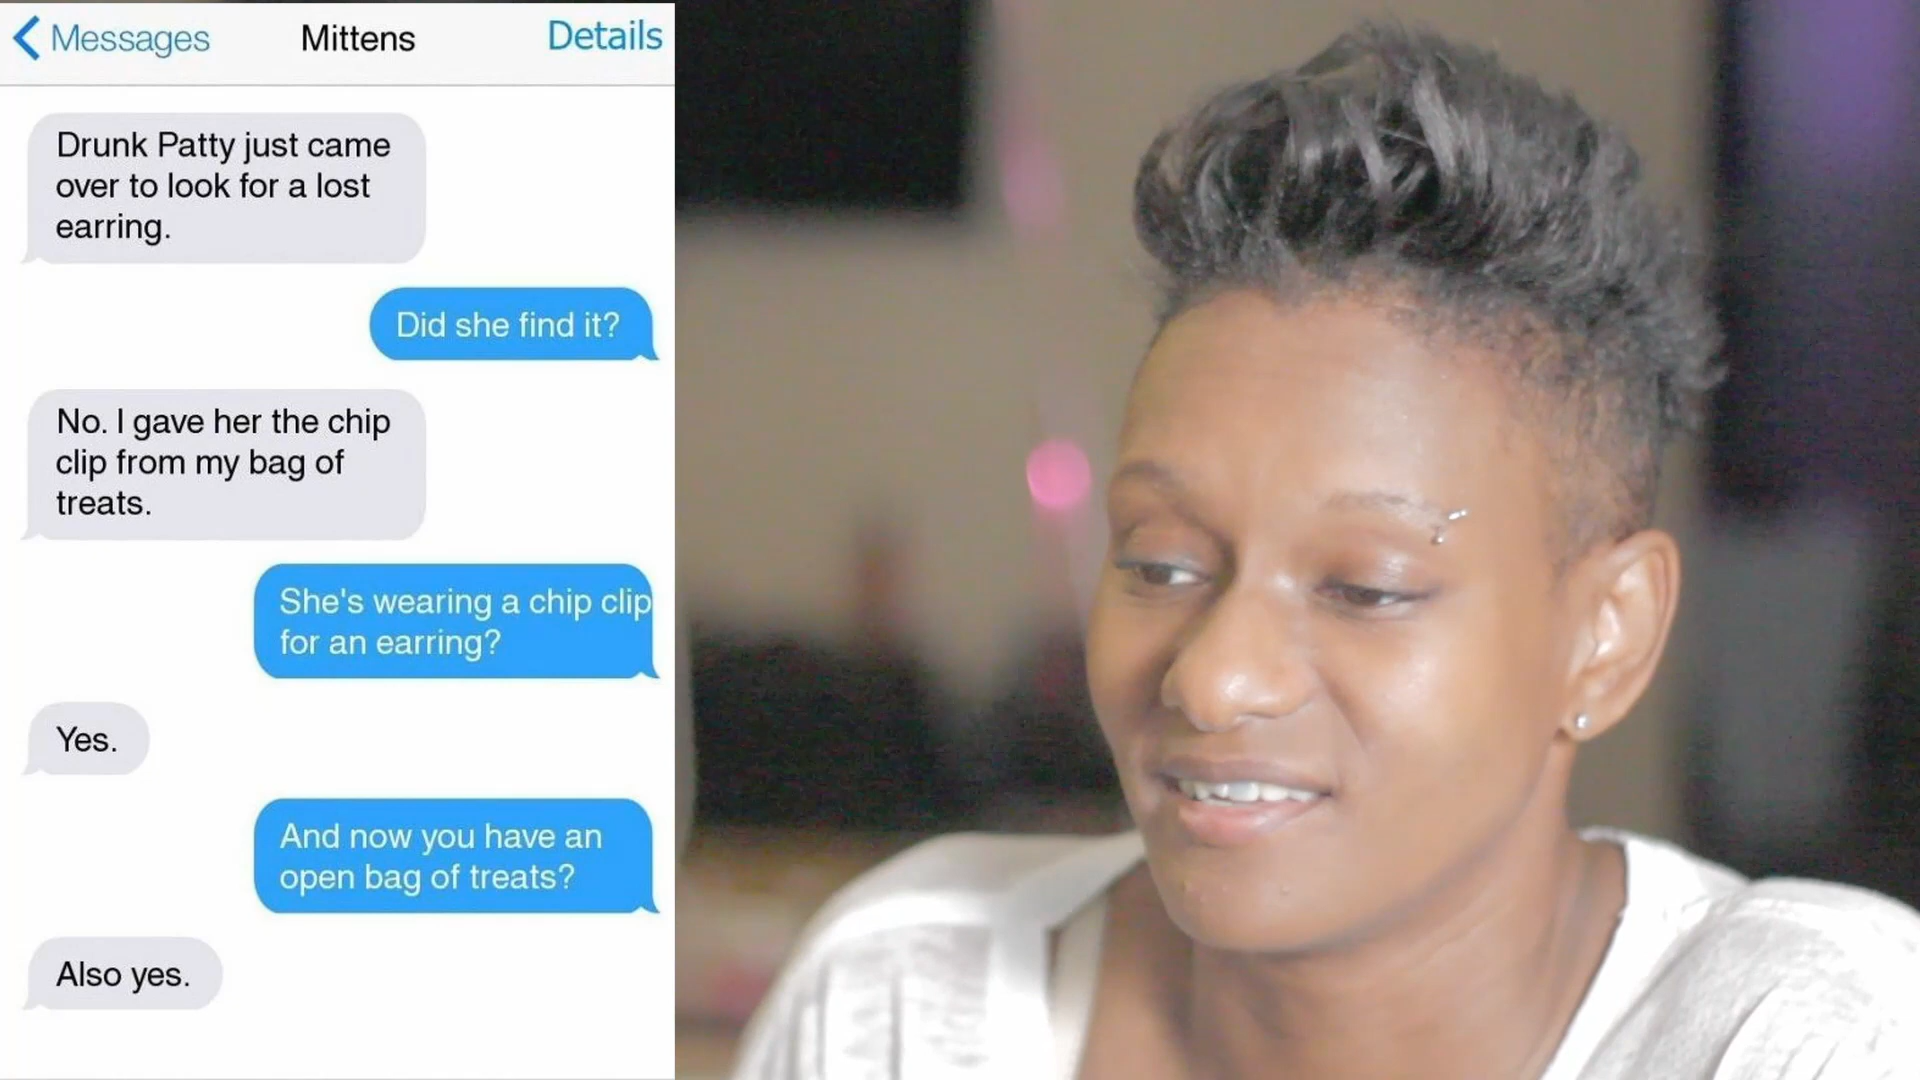 Messages Mittens Details
Drunk Patty just came
over to look for a lost
earring.
Did she find it?
No. I gave her the chip
clip from my bag of
treats.
She's wearing a chip clip
for an earring?
Yes.
And now you have an
open bag of treats?
Also yes.